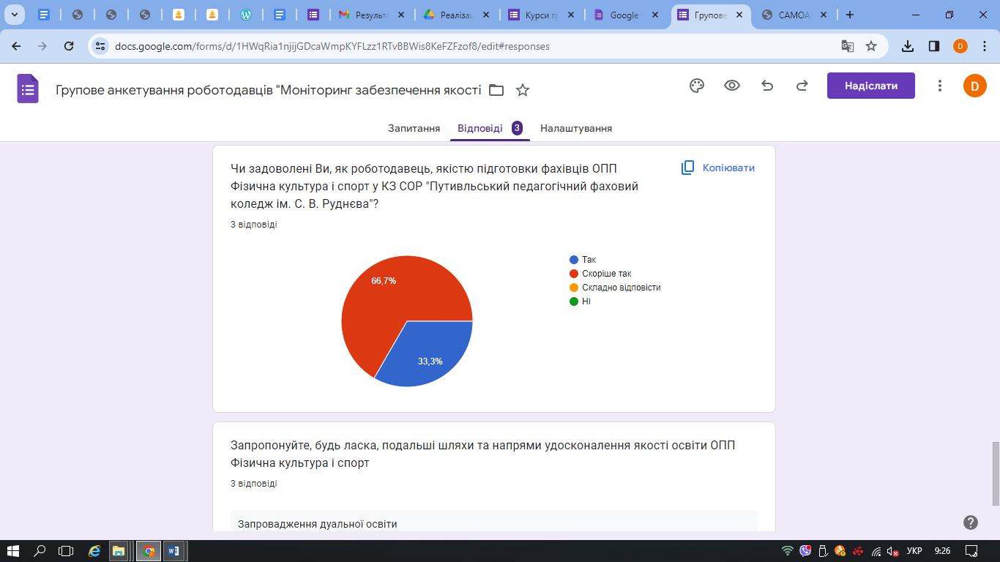 Результ
Реалізац
Курси гр
Google
Групове
САМОА
docs.google.com/forms/d/1HWqRia1njijGDcaWmpKYFLzz1RTvBBWis8KeFZFzof8/edit#responses
D
Групове анкетування роботодавців "Моніторинг забезпечення якості
Надіслати
D
Запитання
Відповіді 3
Налаштування
Чи задоволені Ви, як роботодавець, якістю підготовки фахівців ОПП
Фізична культура і спорт у КЗ СОР "Путивльський педагогічний фаховий
коледж ім. С. В. Руднєва"?
Копіювати
3 відповіді
66,7%
33,3%
Так
Скоріше так
Складно відповісти
Ні
Запропонуйте, будь ласка, подальші шляхи та напрями удосконалення якості освіти ОПП
Фізична культура і спорт
3 відповіді
Запровадження дуальної освіти
УКР
9:26